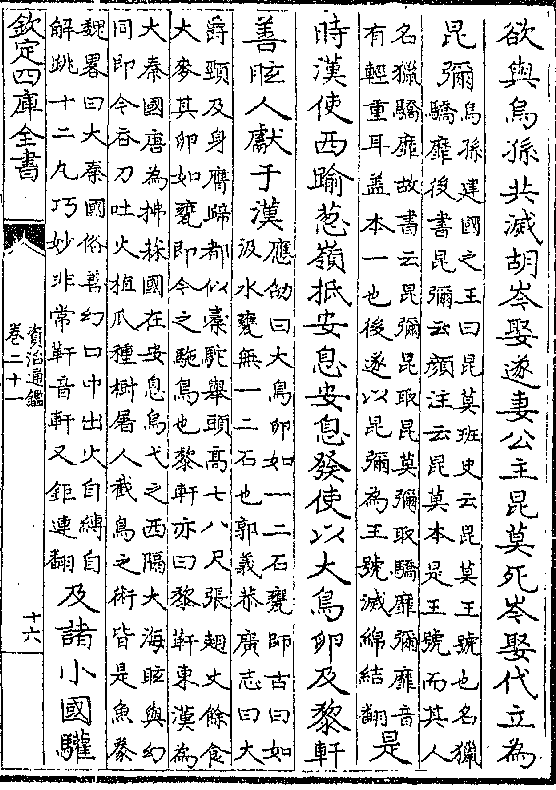 欲與烏孫共滅胡岑娶遂妻公主昆莫死岑娶代立為
昆彌
烏孫建國之王曰昆莫班史云昆莫王號也名獵
驕靡後書昆彌云顔注云昆莫本是王號而其人
名獵驕靡故書云昆彌昆取昆莫彌取驕靡彌靡音
有輕重耳盖本一也後遂以昆彌為王號滅綿結翻
是
時漢使西踰葱嶺抵安息安息發使以大鳥卵及黎軒
善眩人獻于漢
應劭曰大鳥卵如一二石甕師古曰如
汲水甕無一二石也郭義恭廣志曰大
爵頸及身膺蹄都似槖駝舉頭髙七八尺張翅丈餘食
大麥其卵如甕即今之駞鳥也黎軒亦曰黎靬東漢為
大秦國唐為拂菻國在安息烏弋之西隔大海眩與幻
同即今吞刀吐火植瓜種樹屠人截鳥之術皆是魚豢
魏畧曰大秦國俗善幻口中出火自縛自
解跳十二丸巧妙非常靬音軒又鉅連翻
及諸小國驩
欽定四庫全書
資治通鑑
卷二十一
十六